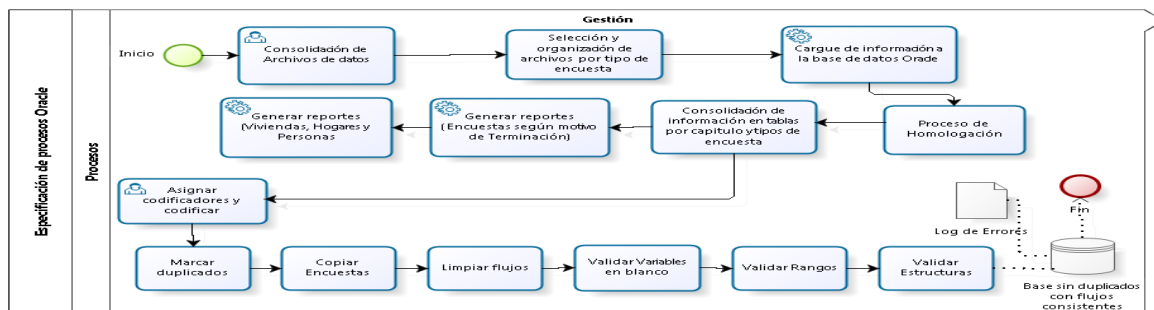 Especificación de procesos Oracle
Procesos
Gestión
Inicio
Consolidación de
Archivos de datos
Selección y
organización de
archivos por tipo de
encuesta
Cargue de información a
la base de datos Orade
Generar reportes
(Viviendas, Hogares y
Personas
Generar reportes
( Encuestas según motivo
de Terminación)
Consolidación de
información en tablas
por capitulo y tipos de
encuesta
Proceso de
Homologación
Asignar
codificadores y
codificar
Log de Errores
Fin
Marcar
duplicados
Copiar
Encuestas
Limpiar flujos
Validar Variables
en blanco
Validar Rangos
Validar
Estructuras
Base sin duplicados
con flujos
consistentes